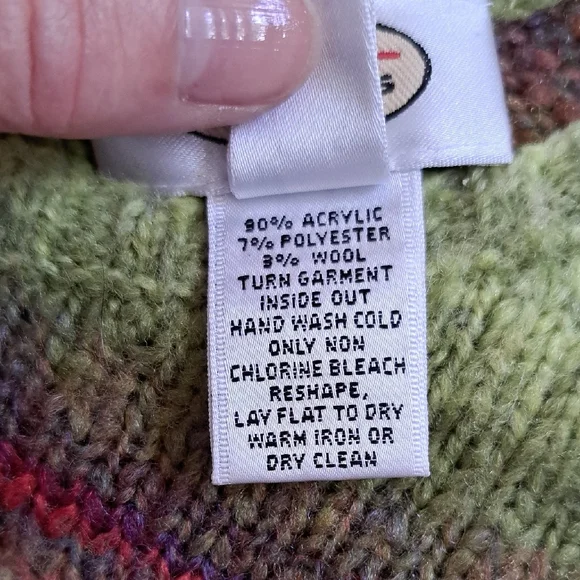 90% ACRYLIC
7% POLYESTER
3% WOOL
TURN GARMENT
INSIDE OUT
HAND WASH COLD
ONLY NON
CHLORINE BLEACH
RESHAPE,
LAY FLAT TO DRY
WARM IRON OR
DRY CLEAN